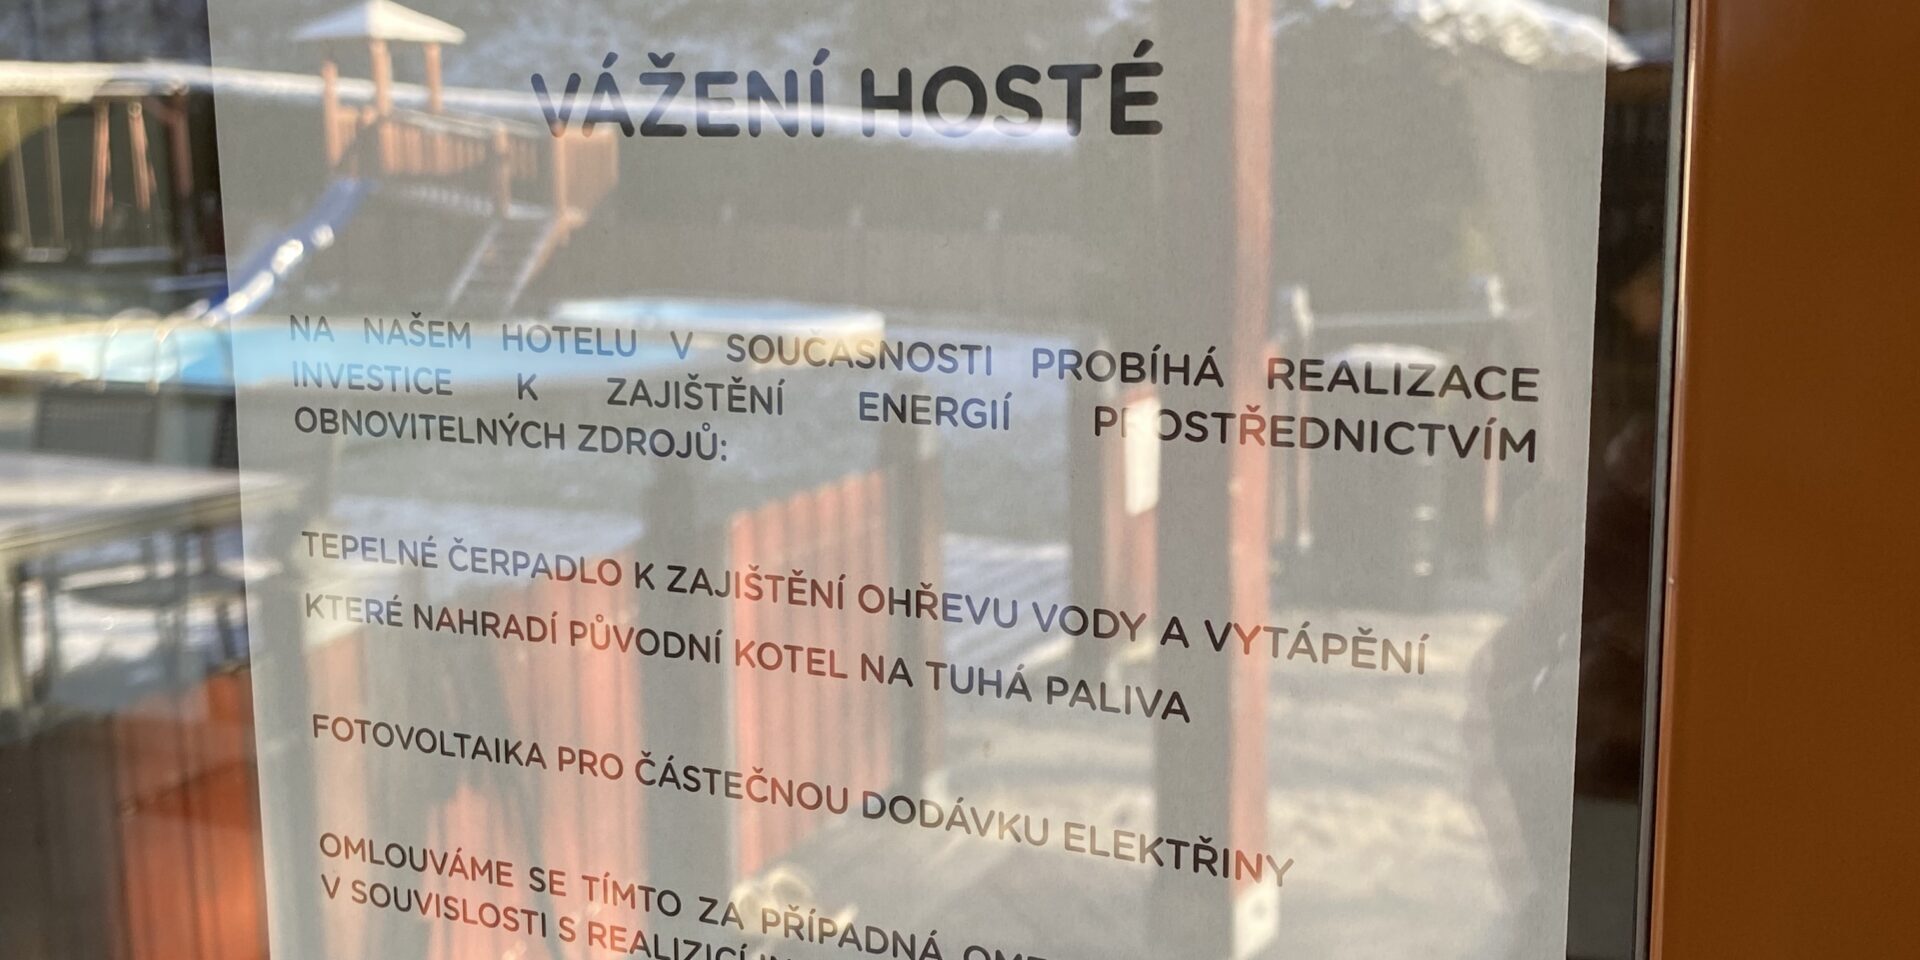 VÁŽENÍ HOSTÉ
NA NAŠEM HOTELU V SOUČASNOSTI PROBÍHÁ REALIZACE
INVESTICE K ZAJIŠTĚNÍ ENERGIÍ PROSTŘEDNICTVÍM
OBNOVITELNÝCH ZDROJŮ:
TEPELNÉ ČERPADLO K ZAJIŠTĚNÍ OHŘEVU VODY A VYTÁPĚNÍ
KTERÉ NAHRADÍ PŮVODNÍ KOTEL NA TUHÁ PALIVA
FOTOVOLTAIKA PRO ČÁSTEČNOU DODÁVKU ELEKTŘINY
OMLOUVÁME SE TÍMTO ZA PŘÍPADNÁ
V SOUVISLOSTI S